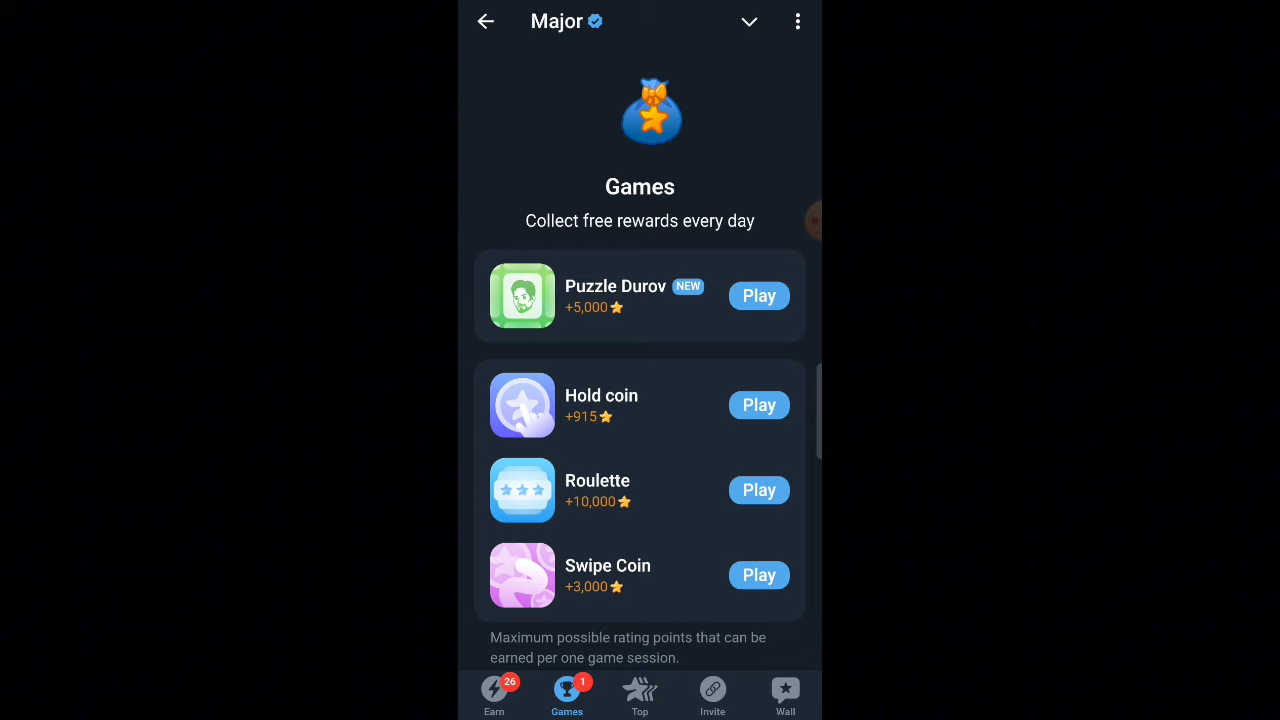 Major
Games
Collect free rewards every day
Puzzle Durov NEW
+5,000
Play
Hold coin
+915
Play
Roulette
+10,000
Play
Swipe Coin
+3,000
Play
Maximum possible rating points that can be
earned per one game session.
26
1
Earn
Games
Top
Invite
Wall